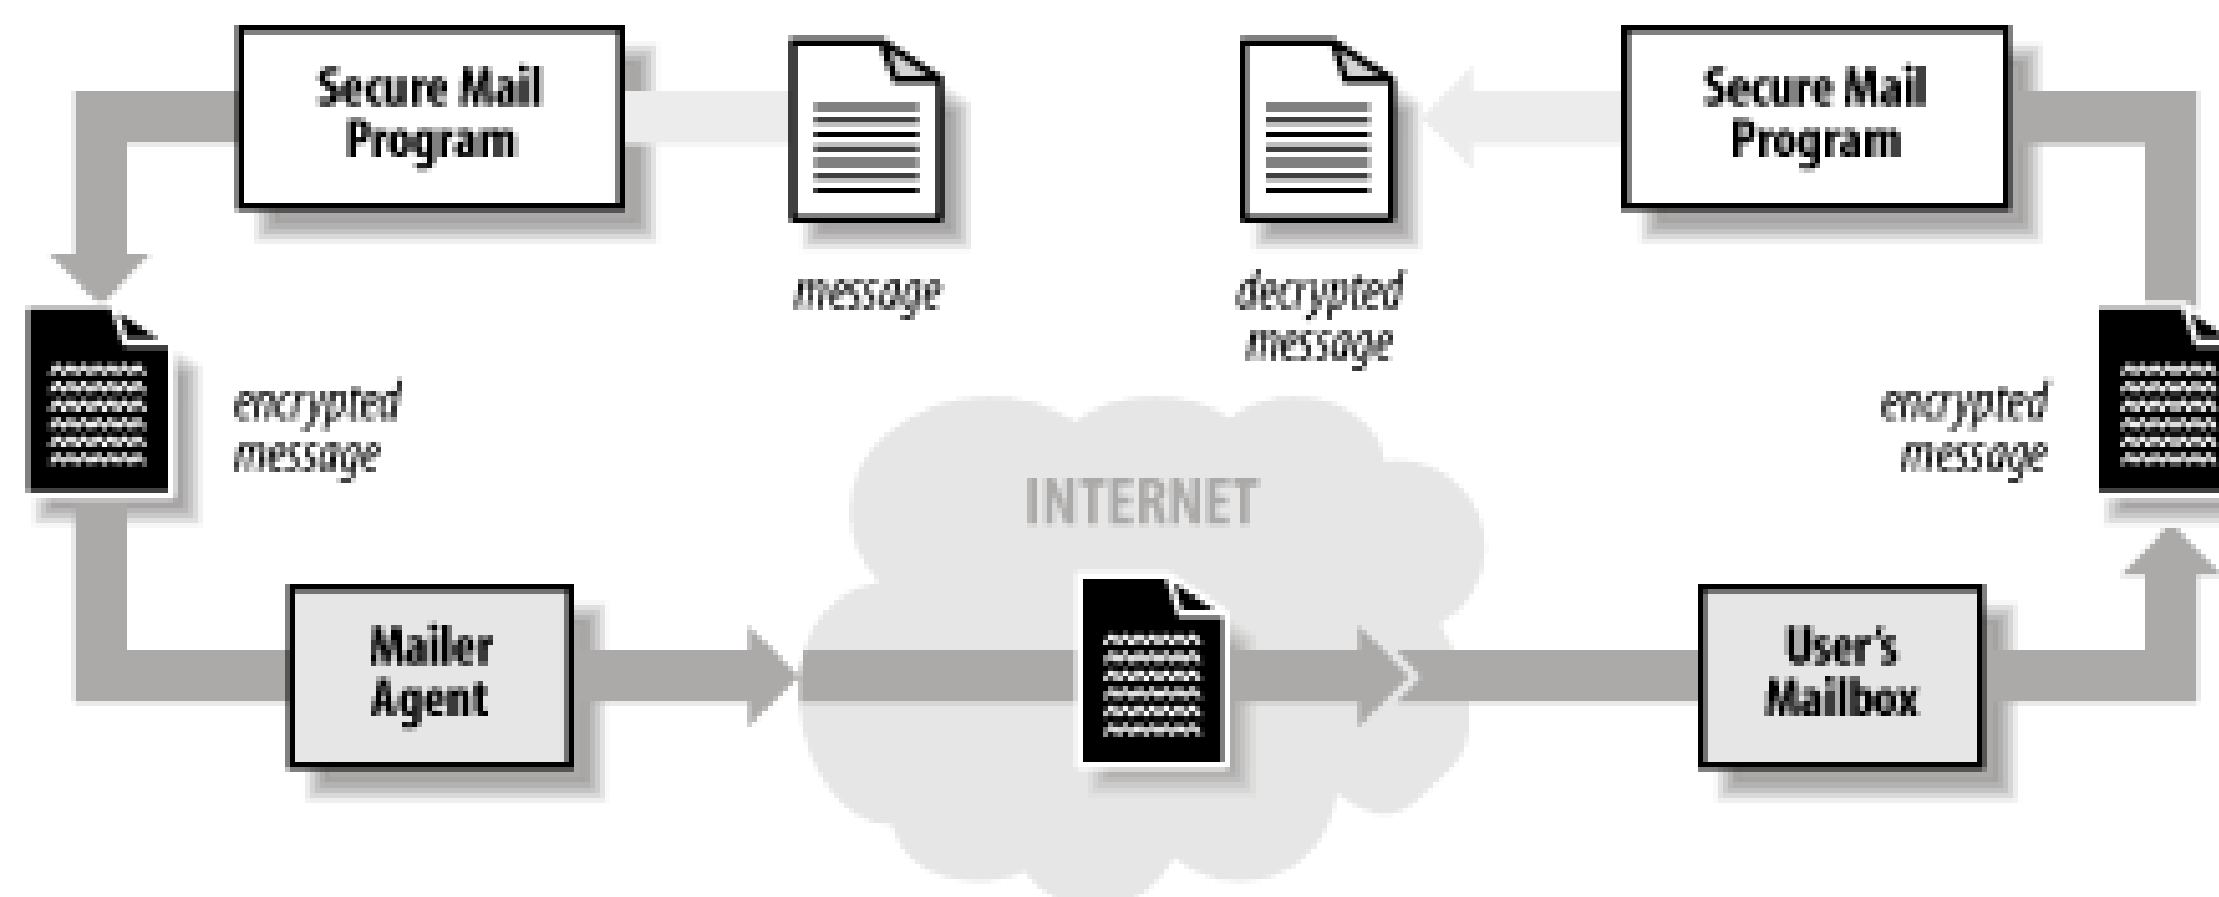 Secure Mail
Program
message
decrypted
message
Secure Mail
Program
encrypted
message
encrypted
message
INTERNET
Mailer
Agent
User's
Mailbox